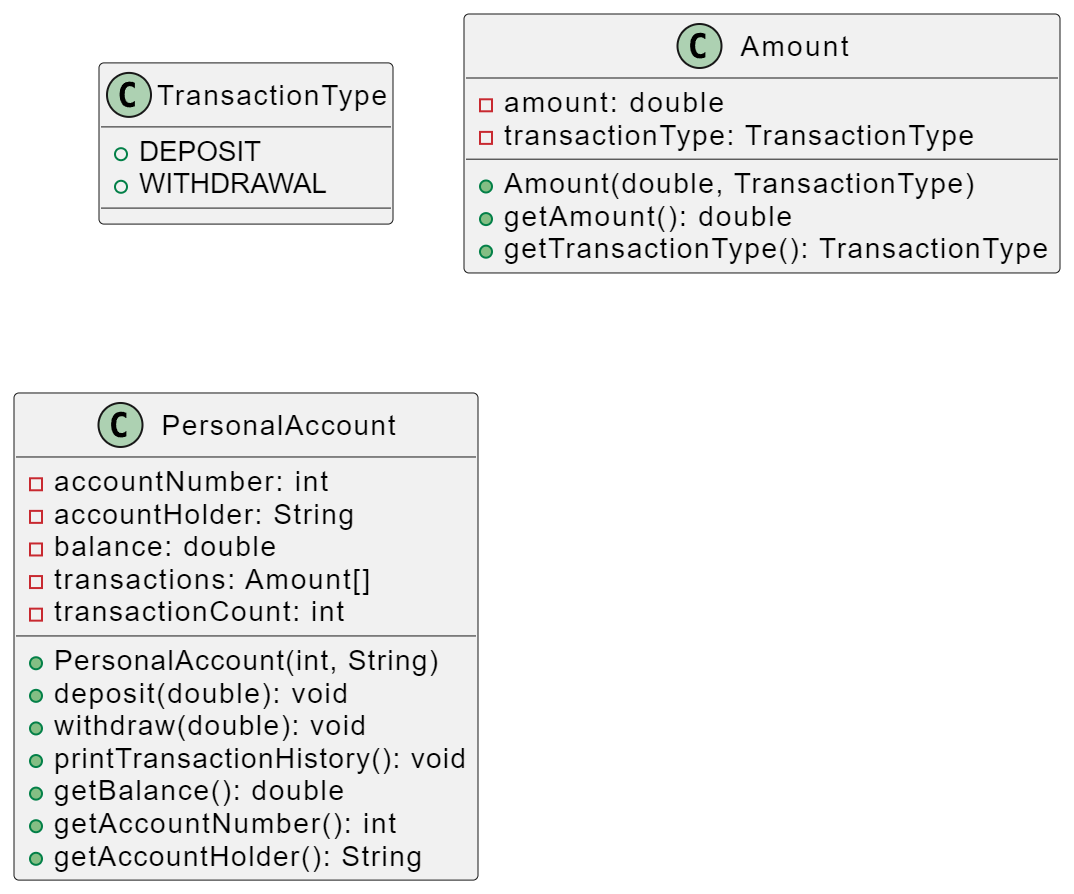 C TransactionType
DEPOSIT
WITHDRAWAL
C Amount
amount: double
transactionType: TransactionType
Amount(double, TransactionType)
getAmount(): double
getTransactionType(): TransactionType
C PersonalAccount
accountNumber: int
accountHolder: String
balance: double
transactions: Amount[]
transactionCount: int
PersonalAccount(int, String)
deposit(double): void
withdraw(double): void
printTransactionHistory(): void
getBalance(): double
getAccountNumber(): int
getAccountHolder(): String